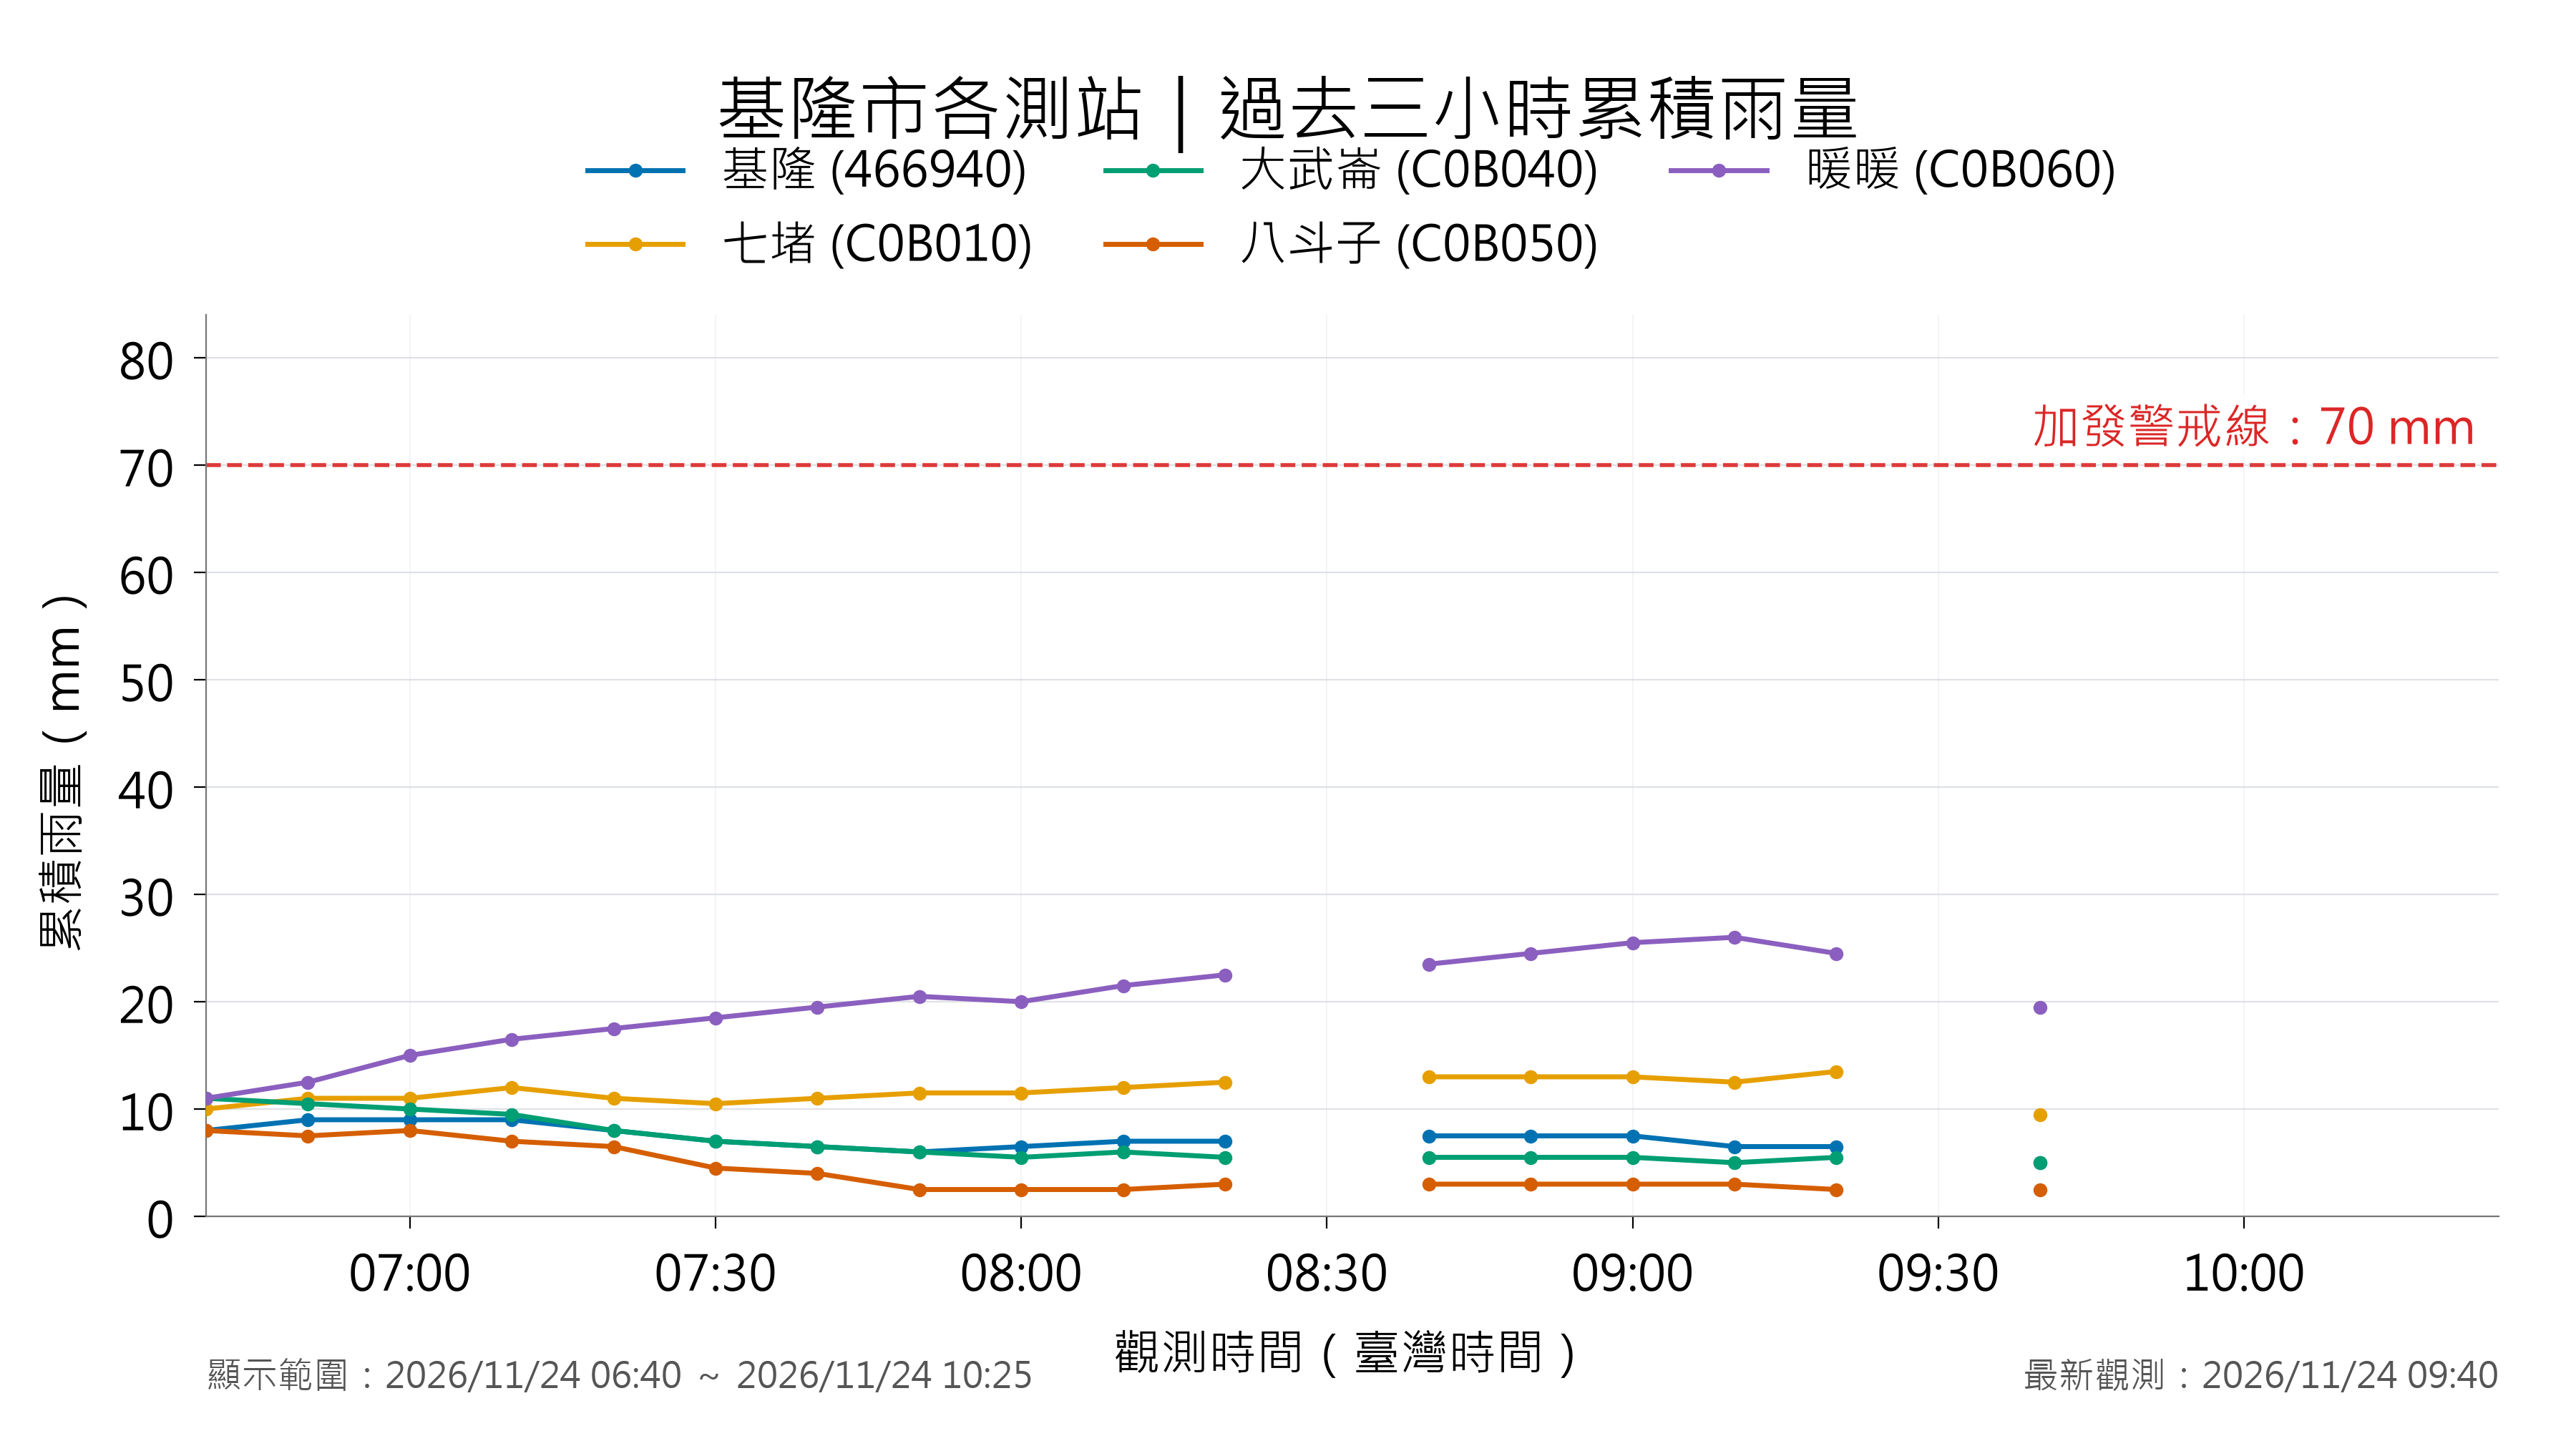 基隆市各測站｜過去三小時累積雨量
基隆 (466940)
大武崙 (C0B040)
暖暖 (C0B060)
七堵 (C0B010)
八斗子 (C0B050)
80
加發警戒線：70 mm
70
60
50
40
30
20
10
0
累積雨量（mm）
07:00
07:30
08:00
08:30
09:00
09:30
10:00
觀測時間（臺灣時間）
顯示範圍：2026/11/24 06:40 ~ 2026/11/24 10:25
最新觀測：2026/11/24 09:40